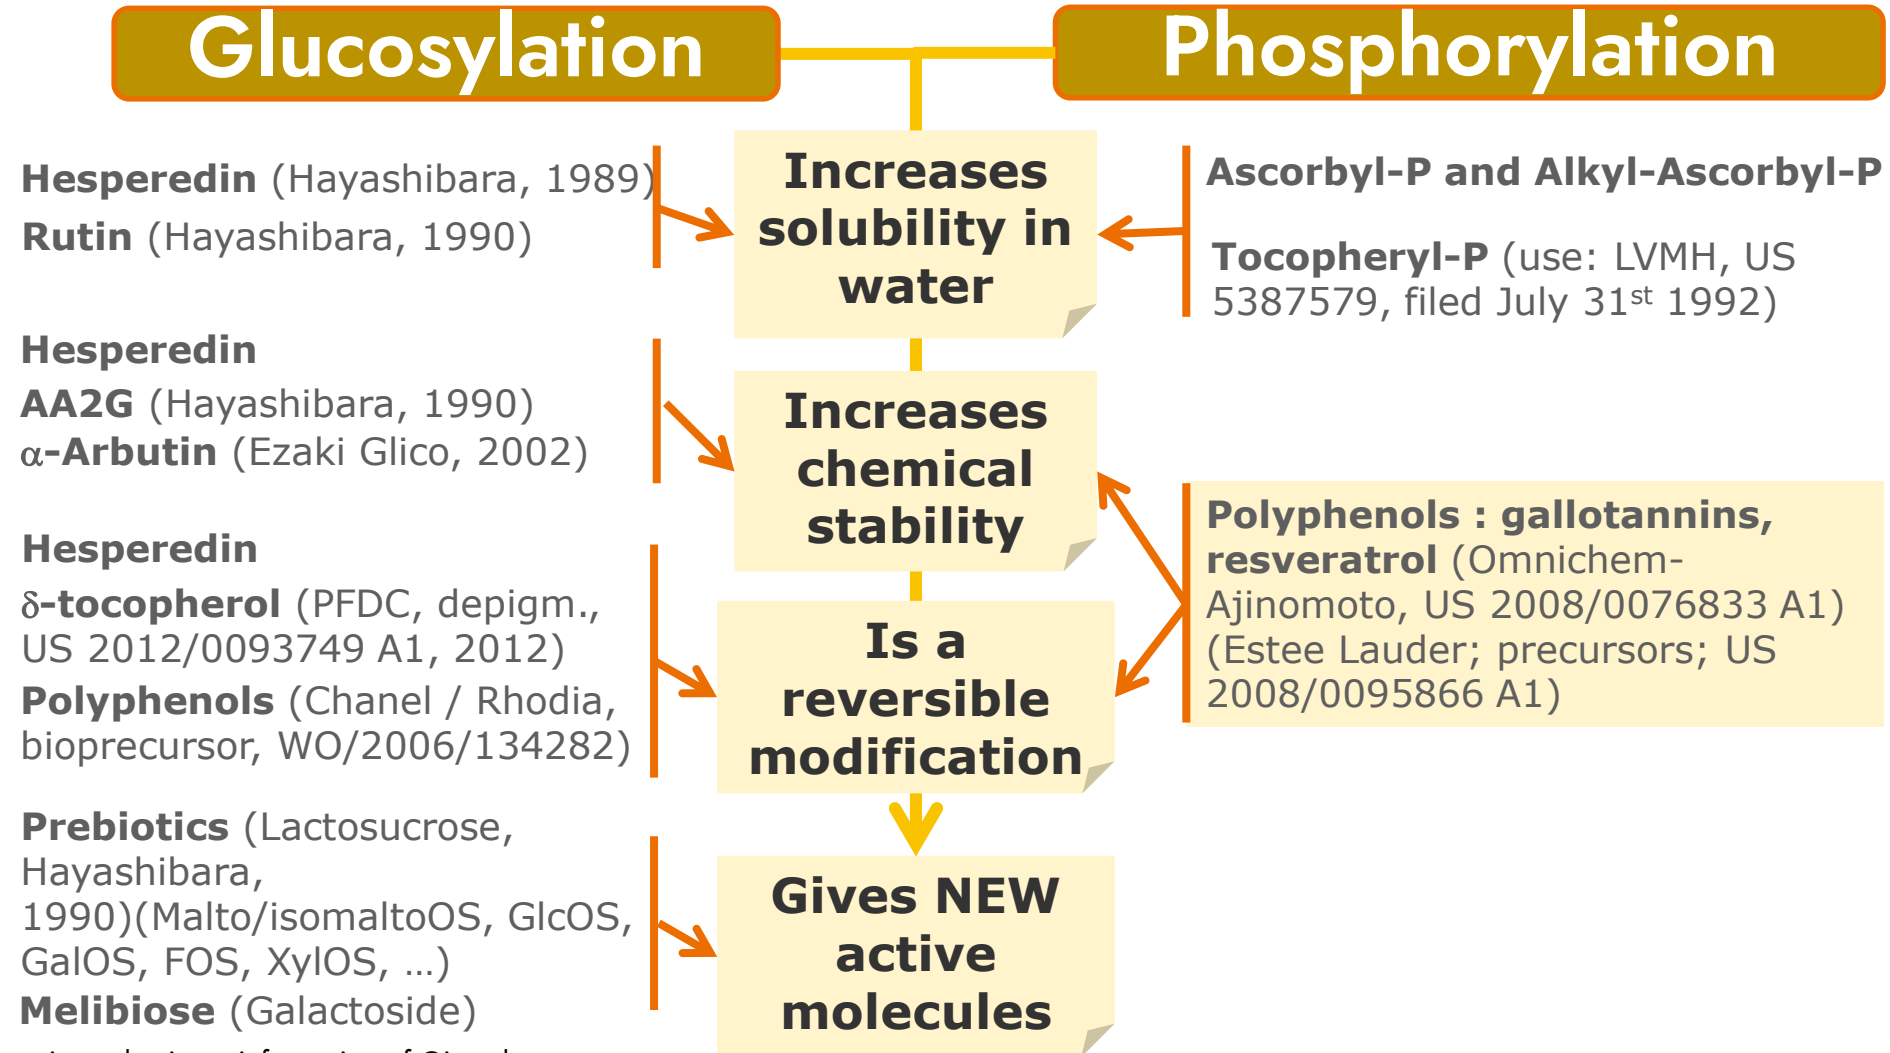 Glucosylation
Phosphorylation
Hesperedin (Hayashibara, 1989)
Rutin (Hayashibara, 1990)
Increases
solubility in
water
Ascorbyl-P and Alkyl-Ascorbyl-P
Tocopheryl-P (use: LVMH, US
5387579, filed July 31st 1992)
Hesperedin
AA2G (Hayashibara, 1990)
α-Arbutin (Ezaki Glico, 2002)
Increases
chemical
stability
Polyphenols : gallotannins,
resveratrol (Omnichem-
Ajinomoto, US 2008/0076833 A1)
(Estee Lauder; precursors; US
2008/0095866 A1)
Hesperedin
δ-tocopherol (PFDC, depigm.,
US 2012/0093749 A1, 2012)
Polyphenols (Chanel / Rhodia,
bioprecursor, WO/2006/134282)
Is a
reversible
modification
Prebiotics (Lactosucrose,
Hayashibara,
1990)(Malto/isomaltoOS, GlcOS,
GalOS, FOS, XylOS, …)
Melibiose (Galactoside)
Gives NEW
active
molecules